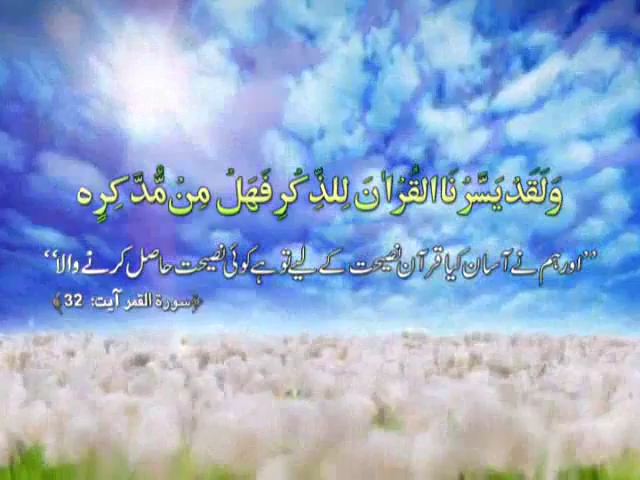 وَلَقَدْ يَسَّرْنَا الْقُرْاٰنَ لِلذِّكْرِ فَهَلْ مِنْ مُّدَّكِرٍ ہ
’’اور ہم نے آسان کیا قرآن نصیحت کے لیے تو ہے کوئی نصیحت حاصل کرنے والا‘‘
﴿سورۃ القمر آیت: 32﴾